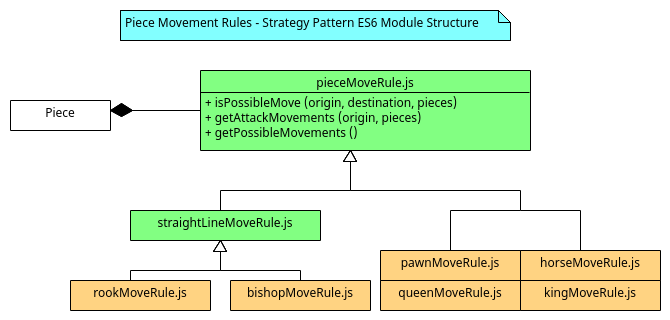 Piece Movement Rules - Strategy Pattern ES6 Module Structure
pieceMoveRule.js
Piece
+ isPossibleMove (origin, destination, pieces)
+ getAttackMovements (origin, pieces)
+ getPossibleMovements ()
straightLineMoveRule.js
pawnMoveRule.js
horseMoveRule.js
rookMoveRule.js
bishopMoveRule.js
queenMoveRule.js
kingMoveRule.js